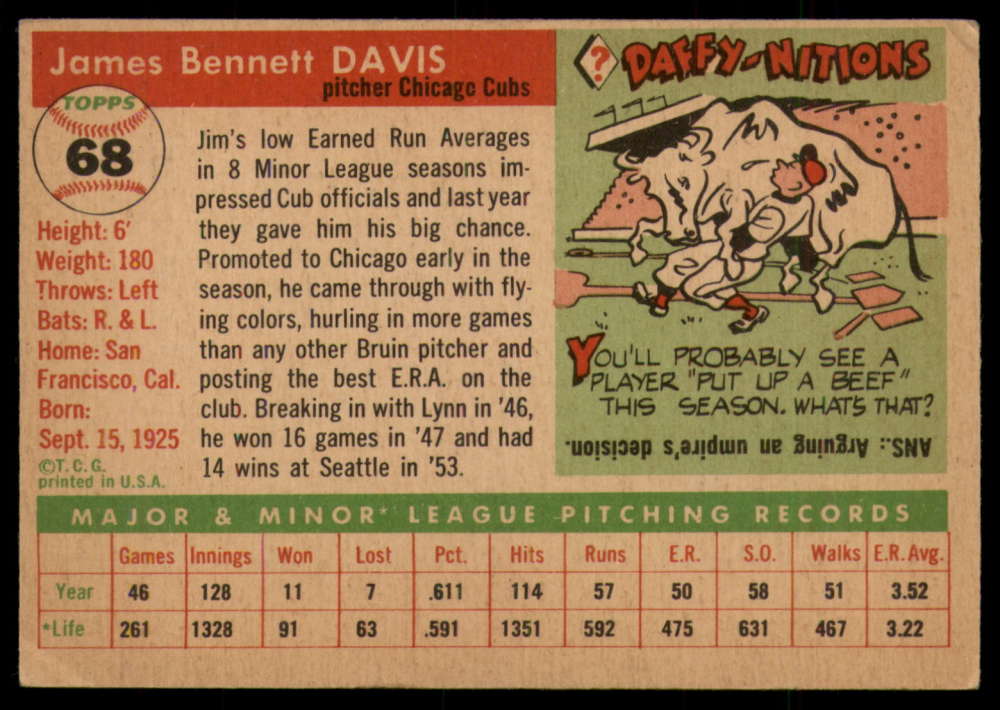 James Bennett DAVIS
pitcher Chicago Cubs
TOPPS
68
Height: 6'
Weight: 180
Throws: Left
Bats: R. & L.
Home: San
Francisco, Cal.
Born:
Sept. 15, 1925
©T. C. G.
printed in U.S.A.
Jim's low Earned Run Averages
in 8 Minor League seasons im-
pressed Cub officials and last year
they gave him his big chance.
Promoted to Chicago early in the
season, he came through with fly-
ing colors, hurling in more games
than any other Bruin pitcher and
posting the best E.R.A. on the
club. Breaking in with Lynn in '46,
he won 16 games in '47 and had
14 wins at Seattle in '53.
? DAFFY-NITIONS
YOU'LL PROBABLY SEE A
PLAYER "PUT UP A BEEF"
THIS SEASON. WHAT'S THAT?
ANS.: Arguing an umpire's decision.
MAJOR & MINOR* LEAGUE PITCHING RECORDS
Games Innings Won Lost Pct. Hits Runs E.R. S.O. Walks E.R. Avg.
Year 46 128 11 7 .611 114 57 50 58 51 3.52
*Life 261 1328 91 63 .591 1351 592 475 631 467 3.22